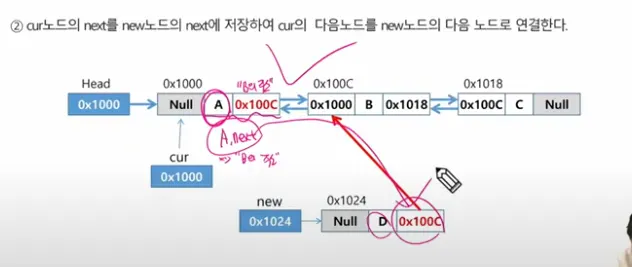 ② cur노드의 next를 new노드의 next에 저장하여 cur의 다음노드를 new노드의 다음 노드로 연결한다.
Head 0x1000 "B의 주소" 0x100C 0x1018
0x1000 Null A 0x100C 0x1000 B 0x1018 0x100C C Null
A.next
⇒ "B의 주소"
cur
0x1000
new 0x1024
0x1024 Null D 0x100C